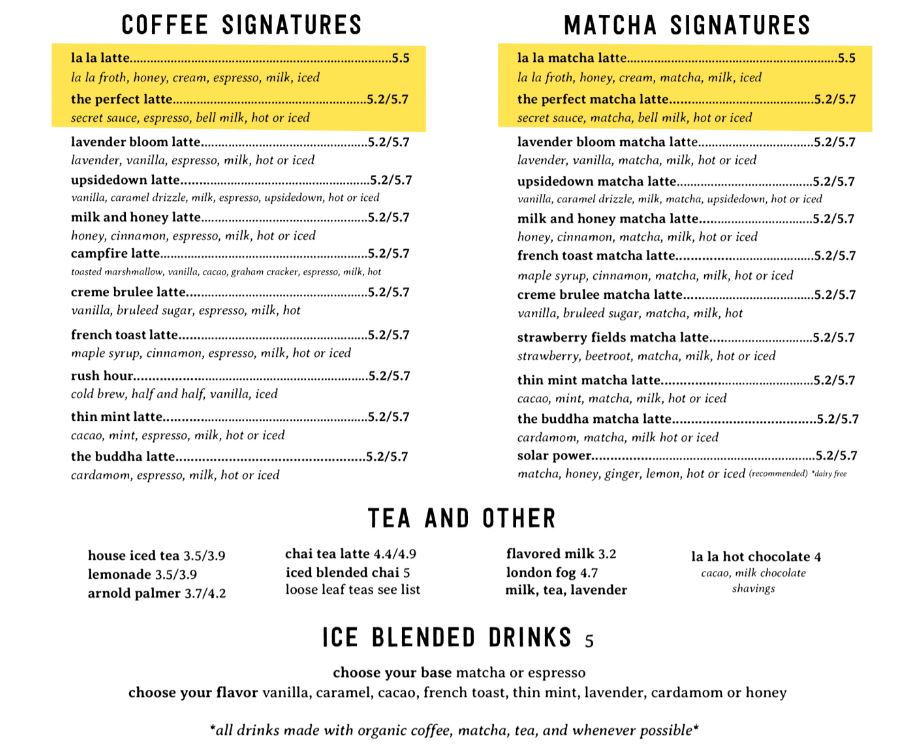 COFFEE SIGNATURES
la la latte..........................................................................5.5
la la froth, honey, cream, espresso, milk, iced
the perfect latte......................................................5.2/5.7
secret sauce, espresso, bell milk, hot or iced
lavender bloom latte..............................................5.2/5.7
lavender, vanilla, espresso, milk, hot or iced
upsidedown latte.....................................................5.2/5.7
vanilla, caramel drizzle, milk, espresso, upsidedown, hot or iced
milk and honey latte...............................................5.2/5.7
honey, cinnamon, espresso, milk, hot or iced
campfire latte..........................................................5.2/5.7
toasted marshmallow, vanilla, cacao, graham cracker, espresso, milk, hot
creme brulee latte...................................................5.2/5.7
vanilla, bruleed sugar, espresso, milk, hot
french toast latte.....................................................5.2/5.7
maple syrup, cinnamon, espresso, milk, hot or iced
rush hour..................................................................5.2/5.7
cold brew, half and half, vanilla, iced
thin mint latte.........................................................5.2/5.7
cacao, mint, espresso, milk, hot or iced
the buddha latte......................................................5.2/5.7
cardamom, espresso, milk, hot or iced
MATCHA SIGNATURES
la la matcha latte............................................................5.5
la la froth, honey, cream, matcha, milk, iced
the perfect matcha latte.........................................5.2/5.7
secret sauce, matcha, bell milk, hot or iced
lavender bloom matcha latte................................5.2/5.7
lavender, vanilla, matcha, milk, hot or iced
upsidedown matcha latte.......................................5.2/5.7
vanilla, caramel drizzle, milk, matcha, upsidedown, hot or iced
milk and honey matcha latte.................................5.2/5.7
honey, cinnamon, matcha, milk, hot or iced
french toast matcha latte.......................................5.2/5.7
maple syrup, cinnamon, matcha, milk, hot or iced
creme brulee matcha latte.....................................5.2/5.7
vanilla, bruleed sugar, matcha, milk, hot
strawberry fields matcha latte.............................5.2/5.7
strawberry, beetroot, matcha, milk, hot or iced
thin mint matcha latte...........................................5.2/5.7
cacao, mint, matcha, milk, hot or iced
the buddha matcha latte........................................5.2/5.7
cardamom, matcha, milk hot or iced
solar power...............................................................5.2/5.7
matcha, honey, ginger, lemon, hot or iced (recommended) *dairy free
TEA AND OTHER
house iced tea 3.5/3.9
lemonade 3.5/3.9
arnold palmer 3.7/4.2
chai tea latte 4.4/4.9
iced blended chai 5
loose leaf teas see list
flavored milk 3.2
london fog 4.7
milk, tea, lavender
la la hot chocolate 4
cacao, milk chocolate
shavings
ICE BLENDED DRINKS 5
choose your base matcha or espresso
choose your flavor vanilla, caramel, cacao, french toast, thin mint, lavender, cardamom or honey
*all drinks made with organic coffee, matcha, tea, and whenever possible*